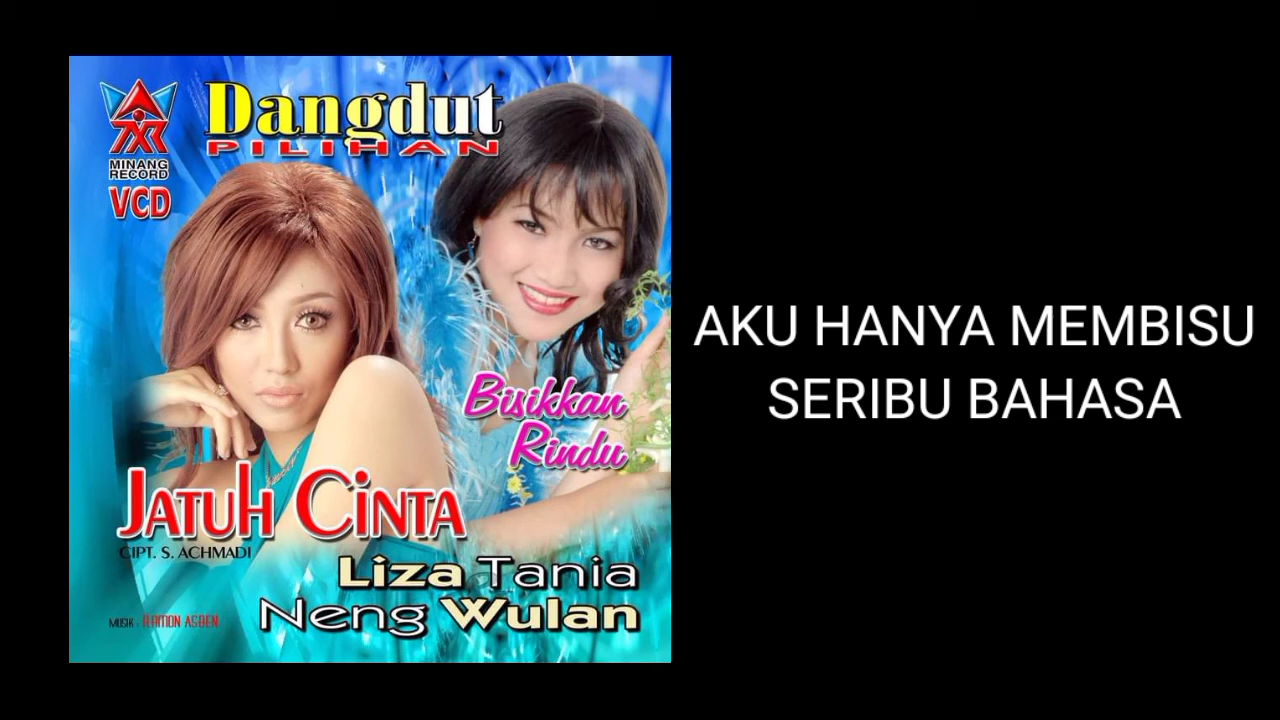 Dangdut
PILIHAN
MINANG
RECORD
VCD
Bisikkan
Rindu
JATUH CINTA
CIPT. S. ACHMADI
Liza Tania
Neng Wulan
MUSIK : RAMON ASBEN
AKU HANYA MEMBISU
SERIBU BAHASA